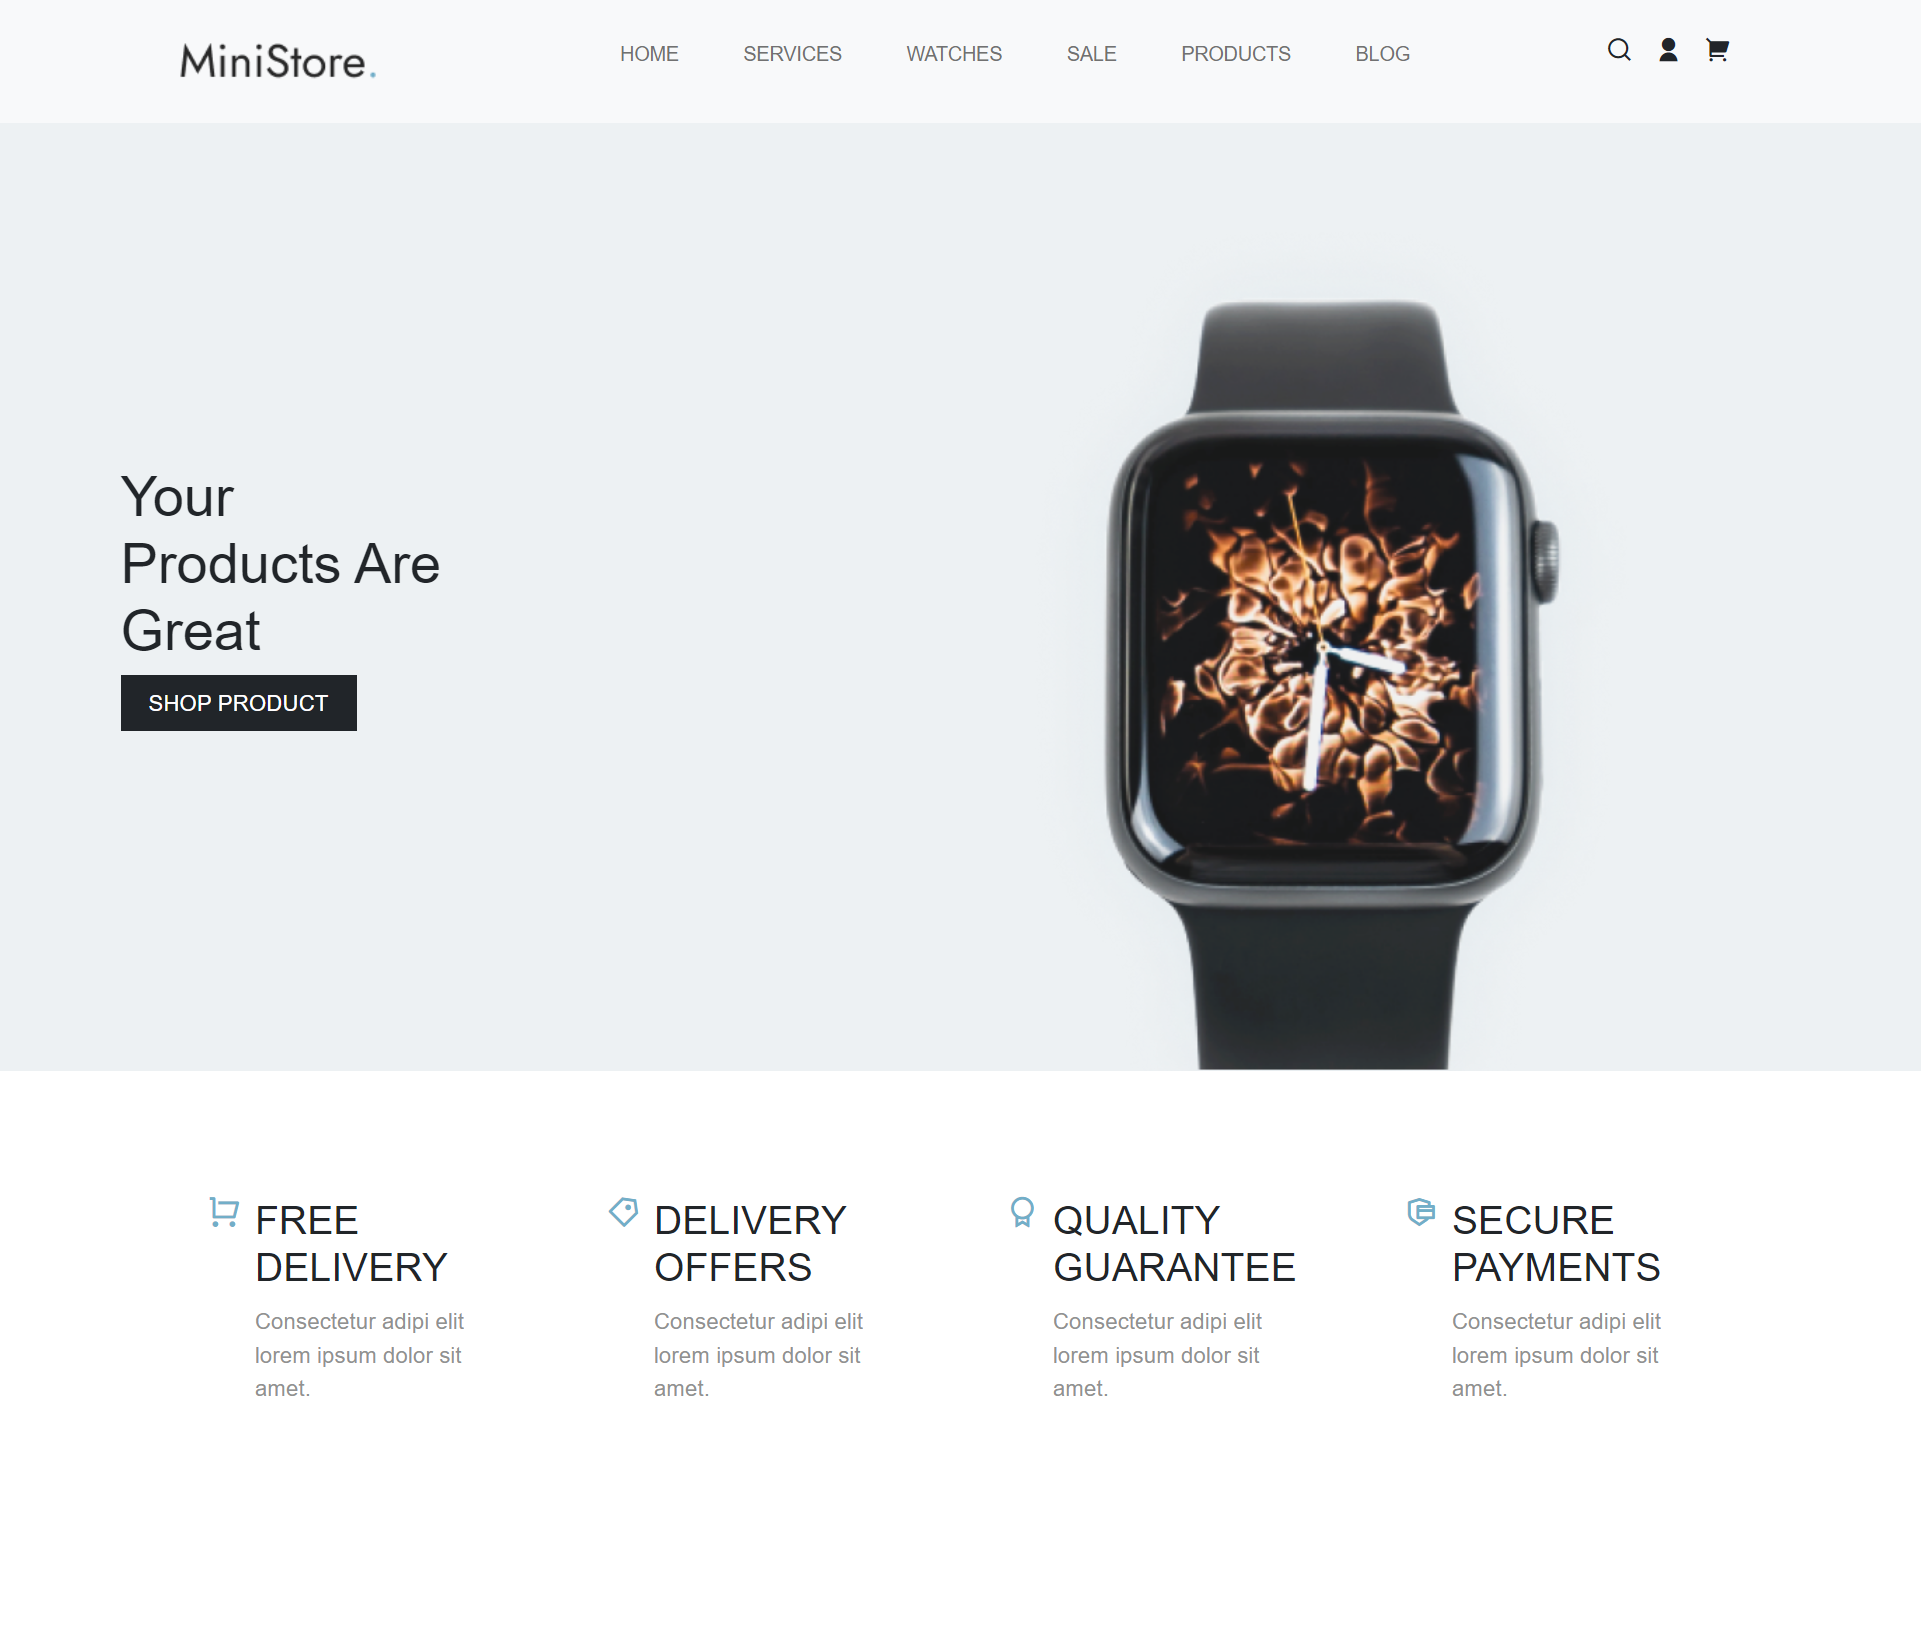 MiniStore.
HOME SERVICES WATCHES SALE PRODUCTS BLOG
Your
Products Are
Great
SHOP PRODUCT
FREE
DELIVERY
Consectetur adipi elit
lorem ipsum dolor sit
amet.
DELIVERY
OFFERS
Consectetur adipi elit
lorem ipsum dolor sit
amet.
QUALITY
GUARANTEE
Consectetur adipi elit
lorem ipsum dolor sit
amet.
SECURE
PAYMENTS
Consectetur adipi elit
lorem ipsum dolor sit
amet.